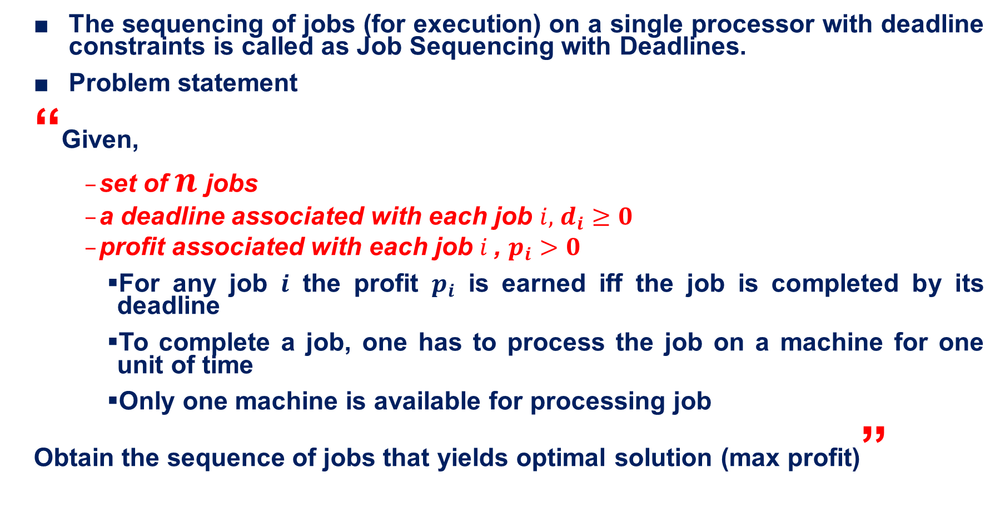 ▪ The sequencing of jobs (for execution) on a single processor with deadline
constraints is called as Job Sequencing with Deadlines.
▪ Problem statement
“
Given,
–set of 𝒏 jobs
–a deadline associated with each job i, 𝒅ᵢ ≥ 𝟎
–profit associated with each job i , 𝒑ᵢ > 𝟎
▪For any job 𝒊 the profit 𝒑ᵢ is earned iff the job is completed by its
deadline
▪To complete a job, one has to process the job on a machine for one
unit of time
▪Only one machine is available for processing job
Obtain the sequence of jobs that yields optimal solution (max profit)”